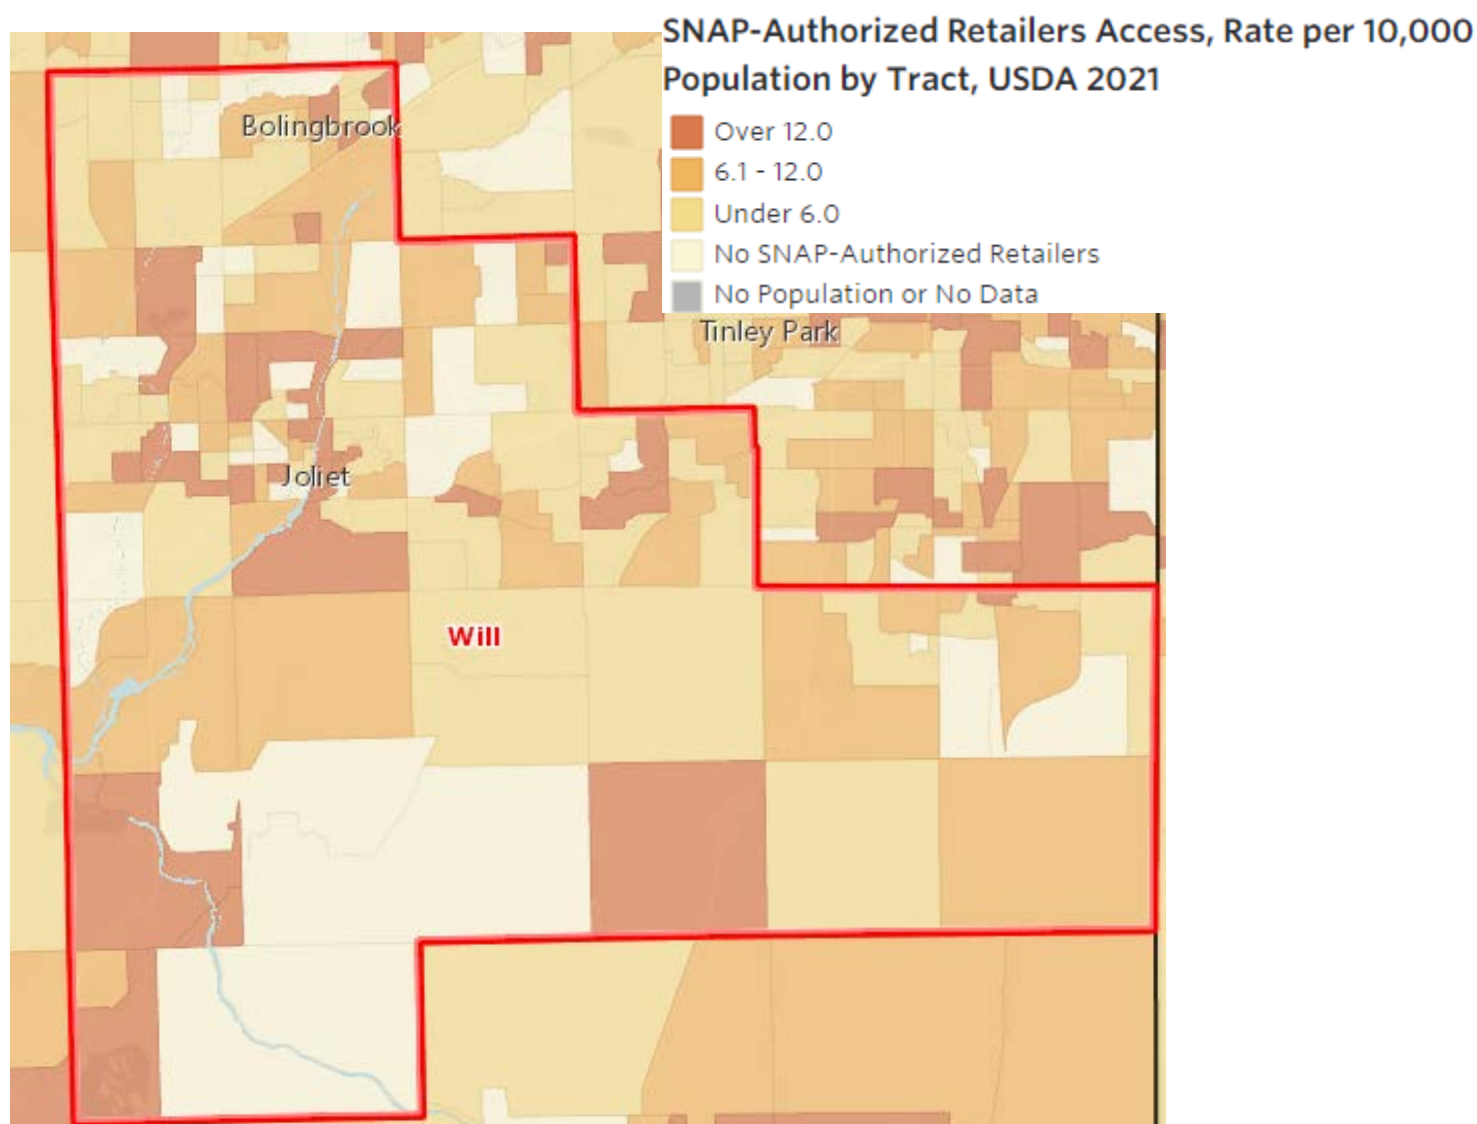 SNAP-Authorized Retailers Access, Rate per 10,000
Population by Tract, USDA 2021
Over 12.0
6.1 - 12.0
Under 6.0
No SNAP-Authorized Retailers
No Population or No Data
Bolingbrook
Tinley Park
Joliet
Will